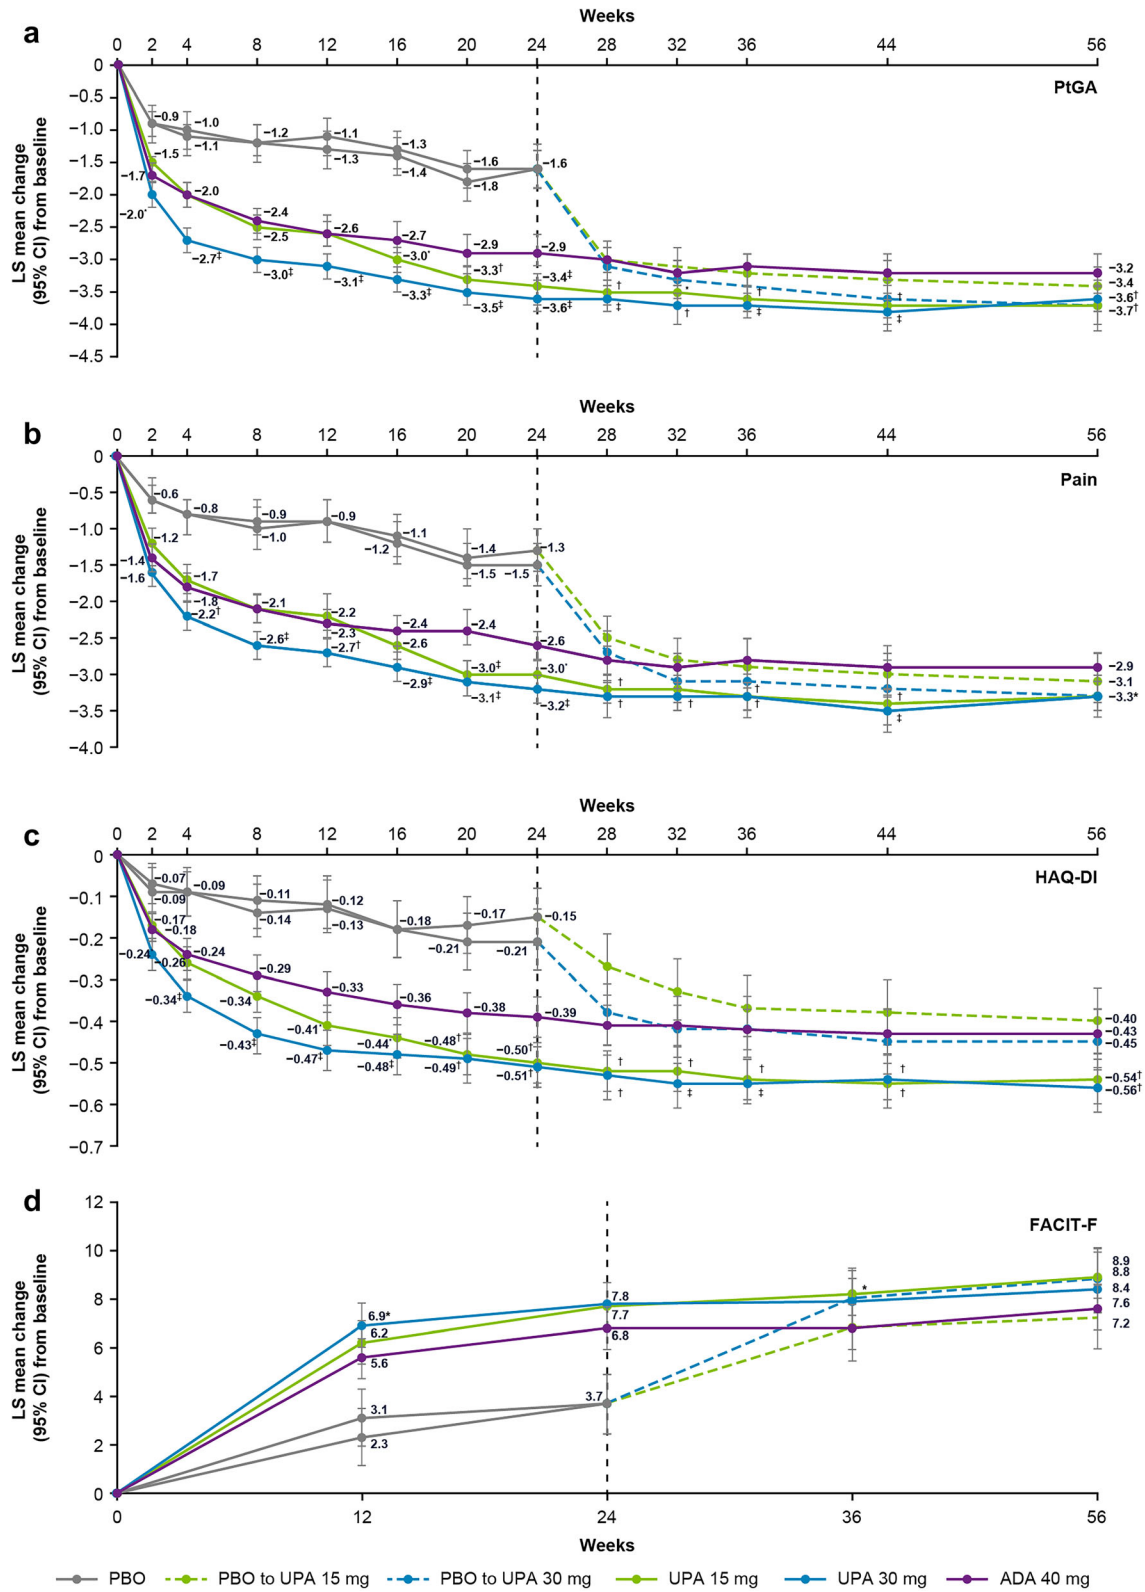 a
Weeks
0 2 4 8 12 16 20 24 28 32 36 44 56
PtGA
LS mean change
(95% CI) from baseline
0
−0.5
−1.0
−1.5
−2.0
−2.5
−3.0
−3.5
−4.0
−4.5
−0.9 −1.0 −1.2 −1.1 −1.3 −1.6 −1.6
−1.1 −1.3 −1.4 −1.8
−1.5 −2.0 −2.4 −2.6 −2.7 −2.9 −2.9
−1.7 −2.5 −3.0* −3.3† −3.4‡ † * † ‡
−2.0* −2.7‡ −3.0‡ −3.1‡ −3.3‡ −3.5‡ −3.6‡ ‡ † ‡ ‡
−3.2
−3.4
−3.6†
−3.7†
b
Weeks
0 2 4 8 12 16 20 24 28 32 36 44 56
Pain
LS mean change
(95% CI) from baseline
0
−0.5
−1.0
−1.5
−2.0
−2.5
−3.0
−3.5
−4.0
−0.6 −0.8 −0.9 −0.9 −1.1 −1.4 −1.3
−1.0 −1.2 −1.5 −1.5
−1.2 −1.7 −2.1 −2.2 −2.4 −2.4 −2.6
−1.4 −1.8 −2.3 −2.6 −3.0‡ −3.0* † † †
−1.6 −2.2† −2.6‡ −2.7† −2.9‡ −3.1‡ −3.2‡ † † † ‡
−2.9
−3.1
−3.3*
c
Weeks
0 2 4 8 12 16 20 24 28 32 36 44 56
HAQ-DI
LS mean change
(95% CI) from baseline
0
−0.1
−0.2
−0.3
−0.4
−0.5
−0.6
−0.7
−0.07 −0.09 −0.11 −0.12 −0.18 −0.17 −0.15
−0.09 −0.14 −0.13 −0.21 −0.21
−0.17
−0.18 −0.24 −0.29 −0.33 −0.36 −0.38 −0.39
−0.24 −0.26 −0.34 −0.41* −0.44* −0.48† −0.50† † † † †
−0.34‡ −0.43‡ −0.47‡ −0.48‡ −0.49† −0.51† † ‡ ‡ †
−0.40
−0.43
−0.45
−0.54†
−0.56†
d
FACIT-F
LS mean change
(95% CI) from baseline
12
10
8
6
4
2
0
6.9* 7.8 * 8.9
6.2 7.7 8.8
5.6 6.8 8.4
3.1 3.7 7.6
2.3 7.2
0 12 24 36 56
Weeks
PBO PBO to UPA 15 mg PBO to UPA 30 mg UPA 15 mg UPA 30 mg ADA 40 mg